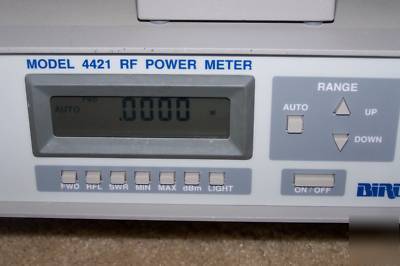 MODEL 4421 RF POWER METER
RANGE
AUTO
UP
DOWN
FWD
AUTO
.0000
W
FWD RFL SWR MIN MAX dBm LIGHT
ON / OFF
BIRD